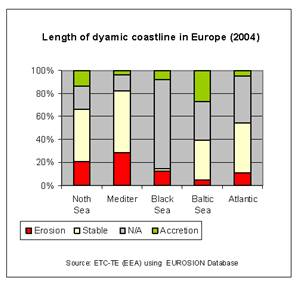 Length of dyamic coastline in Europe (2004)
100%
80%
60%
40%
20%
0%
Noth Sea
Mediter
Black Sea
Baltic Sea
Atlantic
Erosion Stable N/A Accretion
Source: ETC-TE (EEA) using EUROSION Database